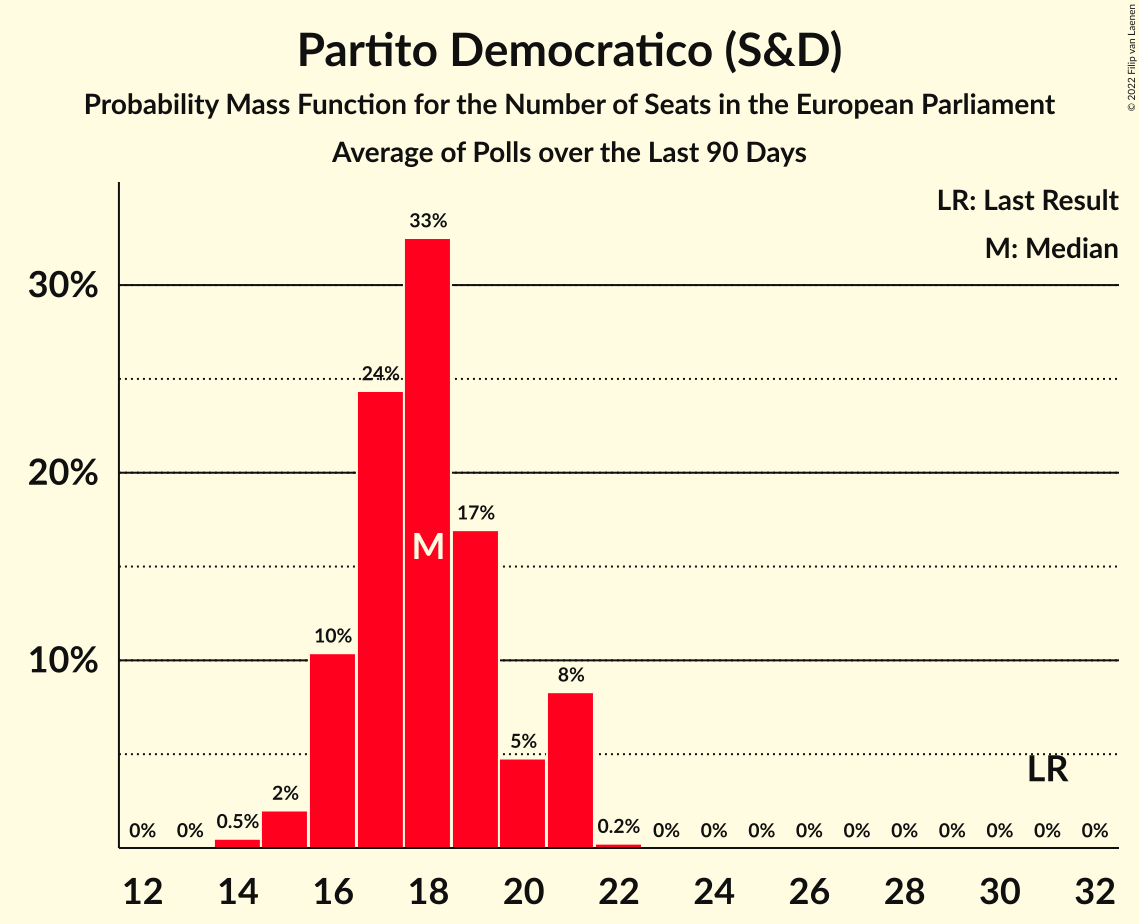 Partito Democratico (S&D)
Probability Mass Function for the Number of Seats in the European Parliament
Average of Polls over the Last 90 Days
© 2022 Filip van Laenen
LR: Last Result
M: Median
33%
30%
24%
20%
17%
M
10%
10%
8%
5%
LR
2%
0% 0% 0.5% 0.2% 0% 0% 0% 0% 0% 0% 0% 0% 0% 0%
12 14 16 18 20 22 24 26 28 30 32